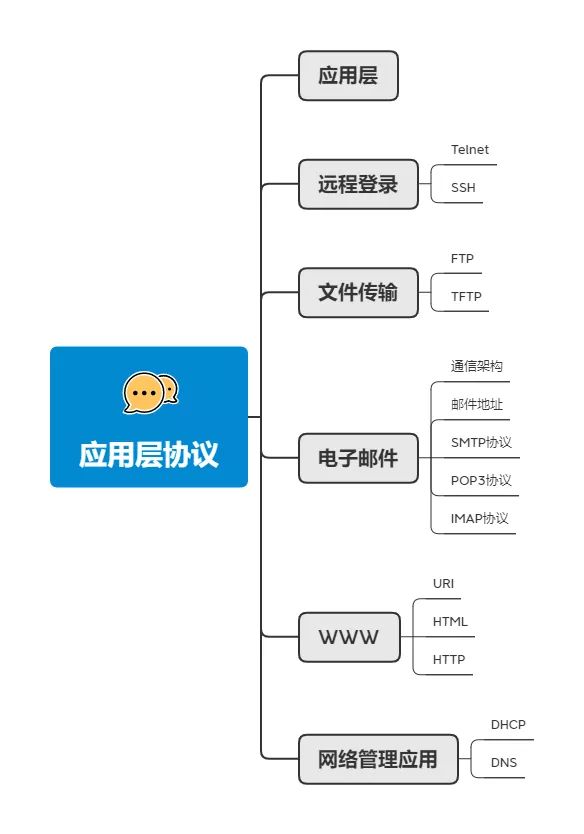 应用层协议
应用层
远程登录
Telnet
SSH
文件传输
FTP
TFTP
电子邮件
通信架构
邮件地址
SMTP协议
POP3协议
IMAP协议
WWW
URI
HTML
HTTP
网络管理应用
DHCP
DNS